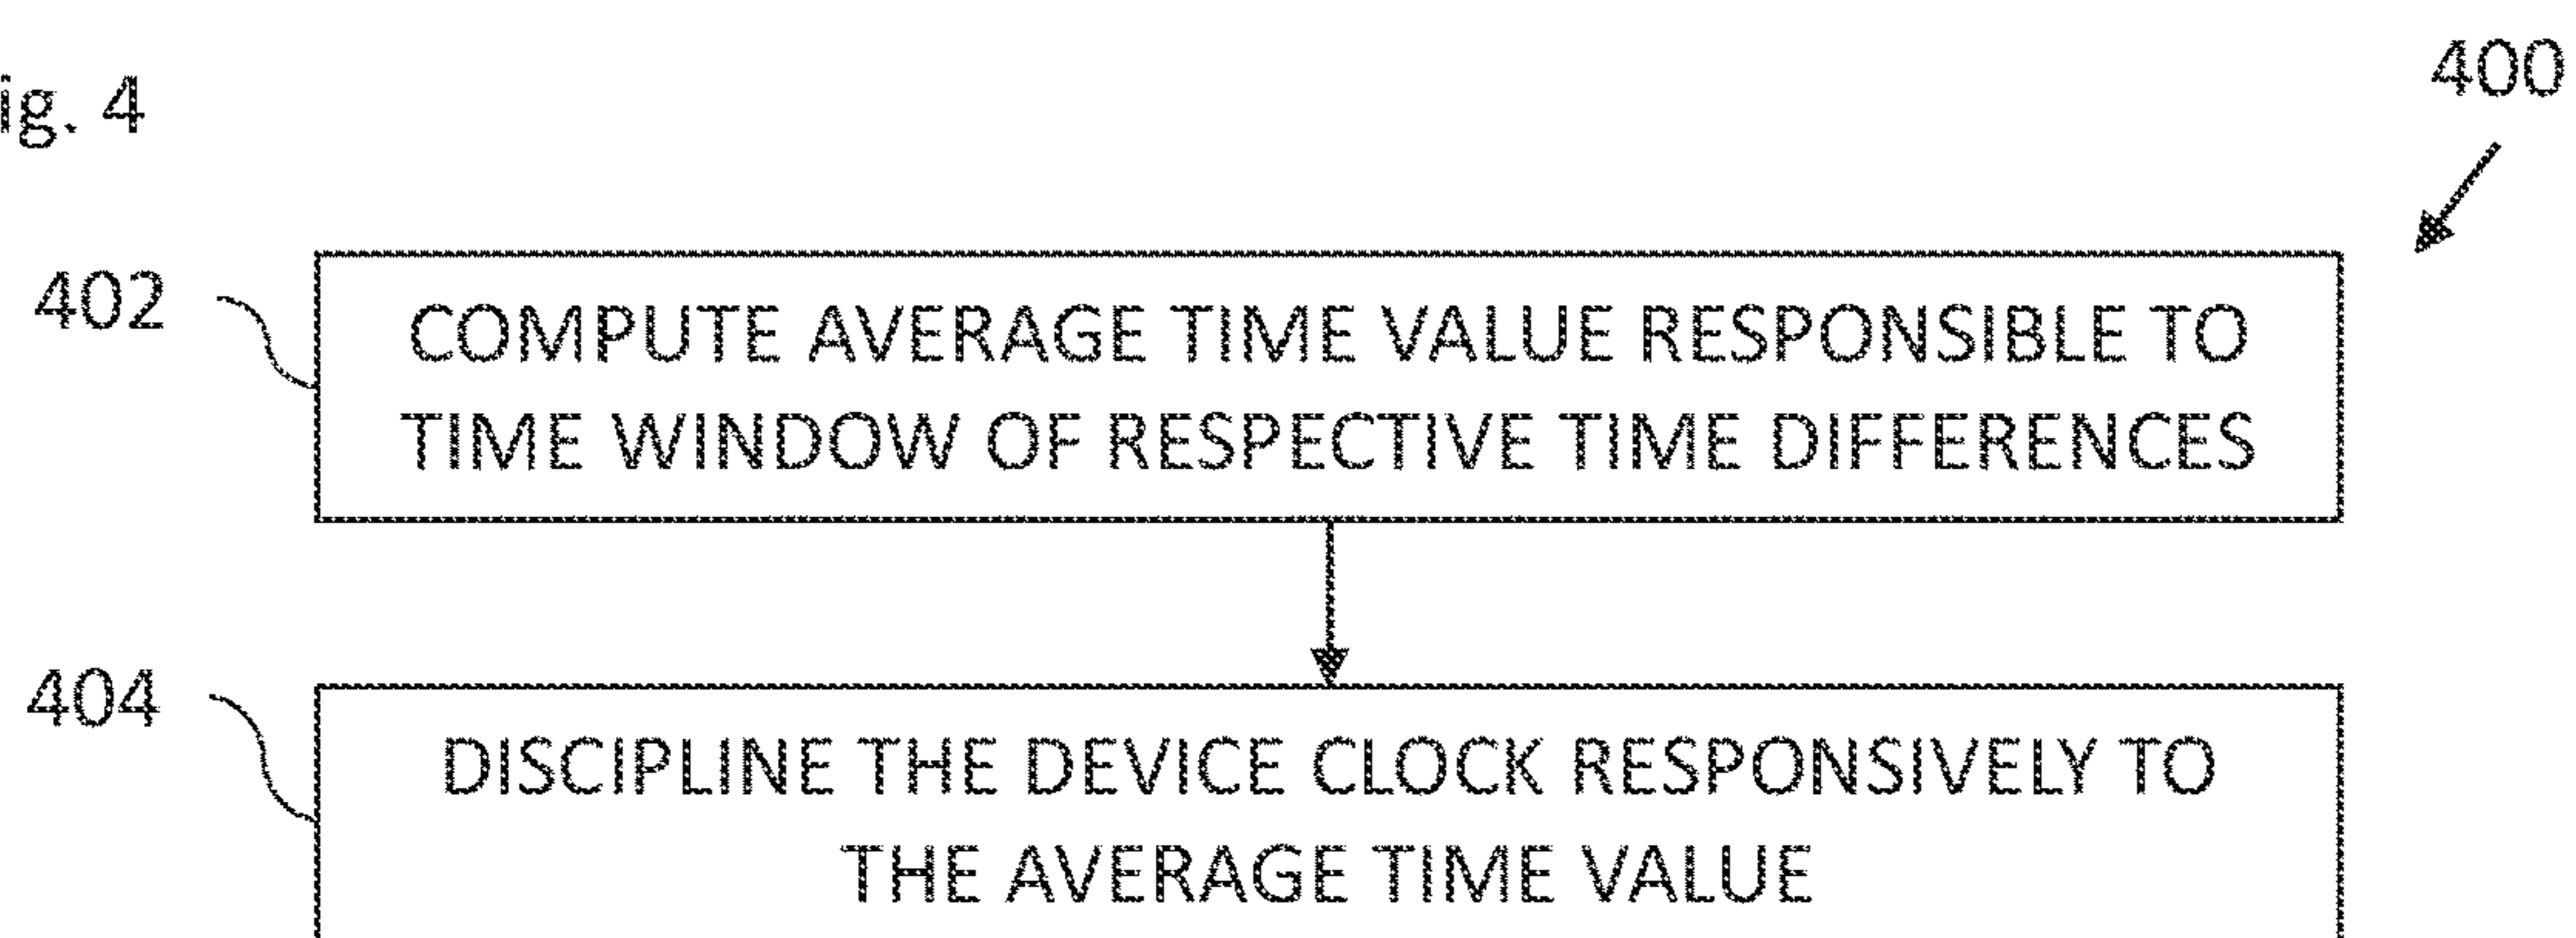 ig. 4
400
402
COMPUTE AVERAGE TIME VALUE RESPONSIBLE TO
TIME WINDOW OF RESPECTIVE TIME DIFFERENCES
404
DISCIPLINE THE DEVICE CLOCK RESPONSIVELY TO
THE AVERAGE TIME VALUE